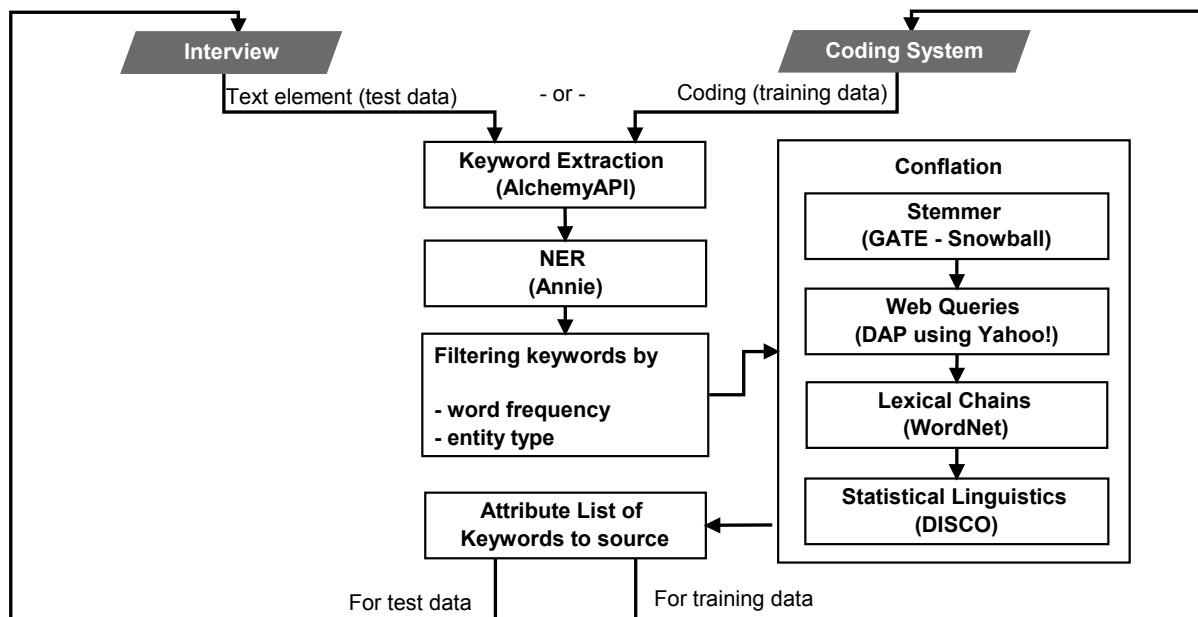 Interview
Coding System
Text element (test data)
- or -
Coding (training data)
Keyword Extraction
(AlchemyAPI)
NER
(Annie)
Filtering keywords by
- word frequency
- entity type
Conflation
Stemmer
(GATE - Snowball)
Web Queries
(DAP using Yahoo!)
Lexical Chains
(WordNet)
Statistical Linguistics
(DISCO)
Attribute List of
Keywords to source
For test data
For training data